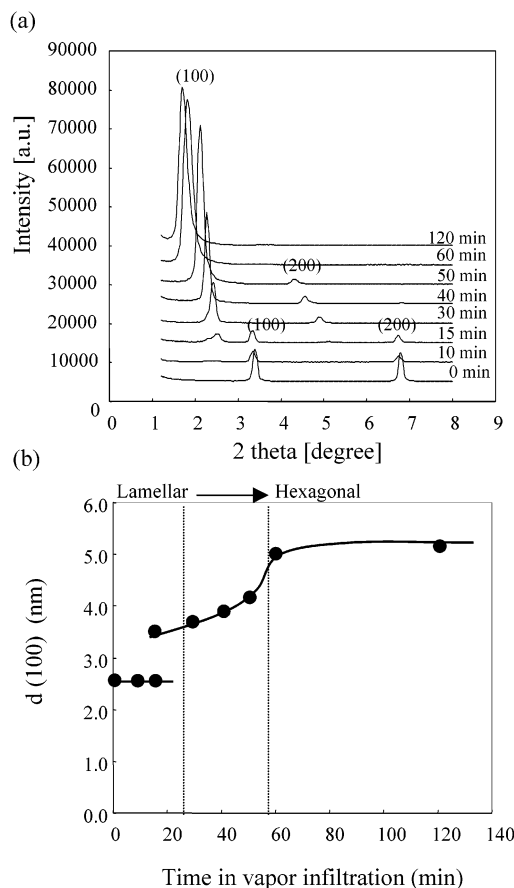 (a)
90000
80000
70000
60000
50000
40000
30000
20000
10000
0
Intensity [a.u.]
(100)
120 min
60 min
(200)
50 min
40 min
30 min
(100)
(200)
15 min
10 min
0 min
0 1 2 3 4 5 6 7 8 9
2 theta [degree]
(b)
Lamellar Hexagonal
6.0
5.0
4.0
3.0
2.0
1.0
0.0
d (100) (nm)
0 20 40 60 80 100 120 140
Time in vapor infiltration (min)